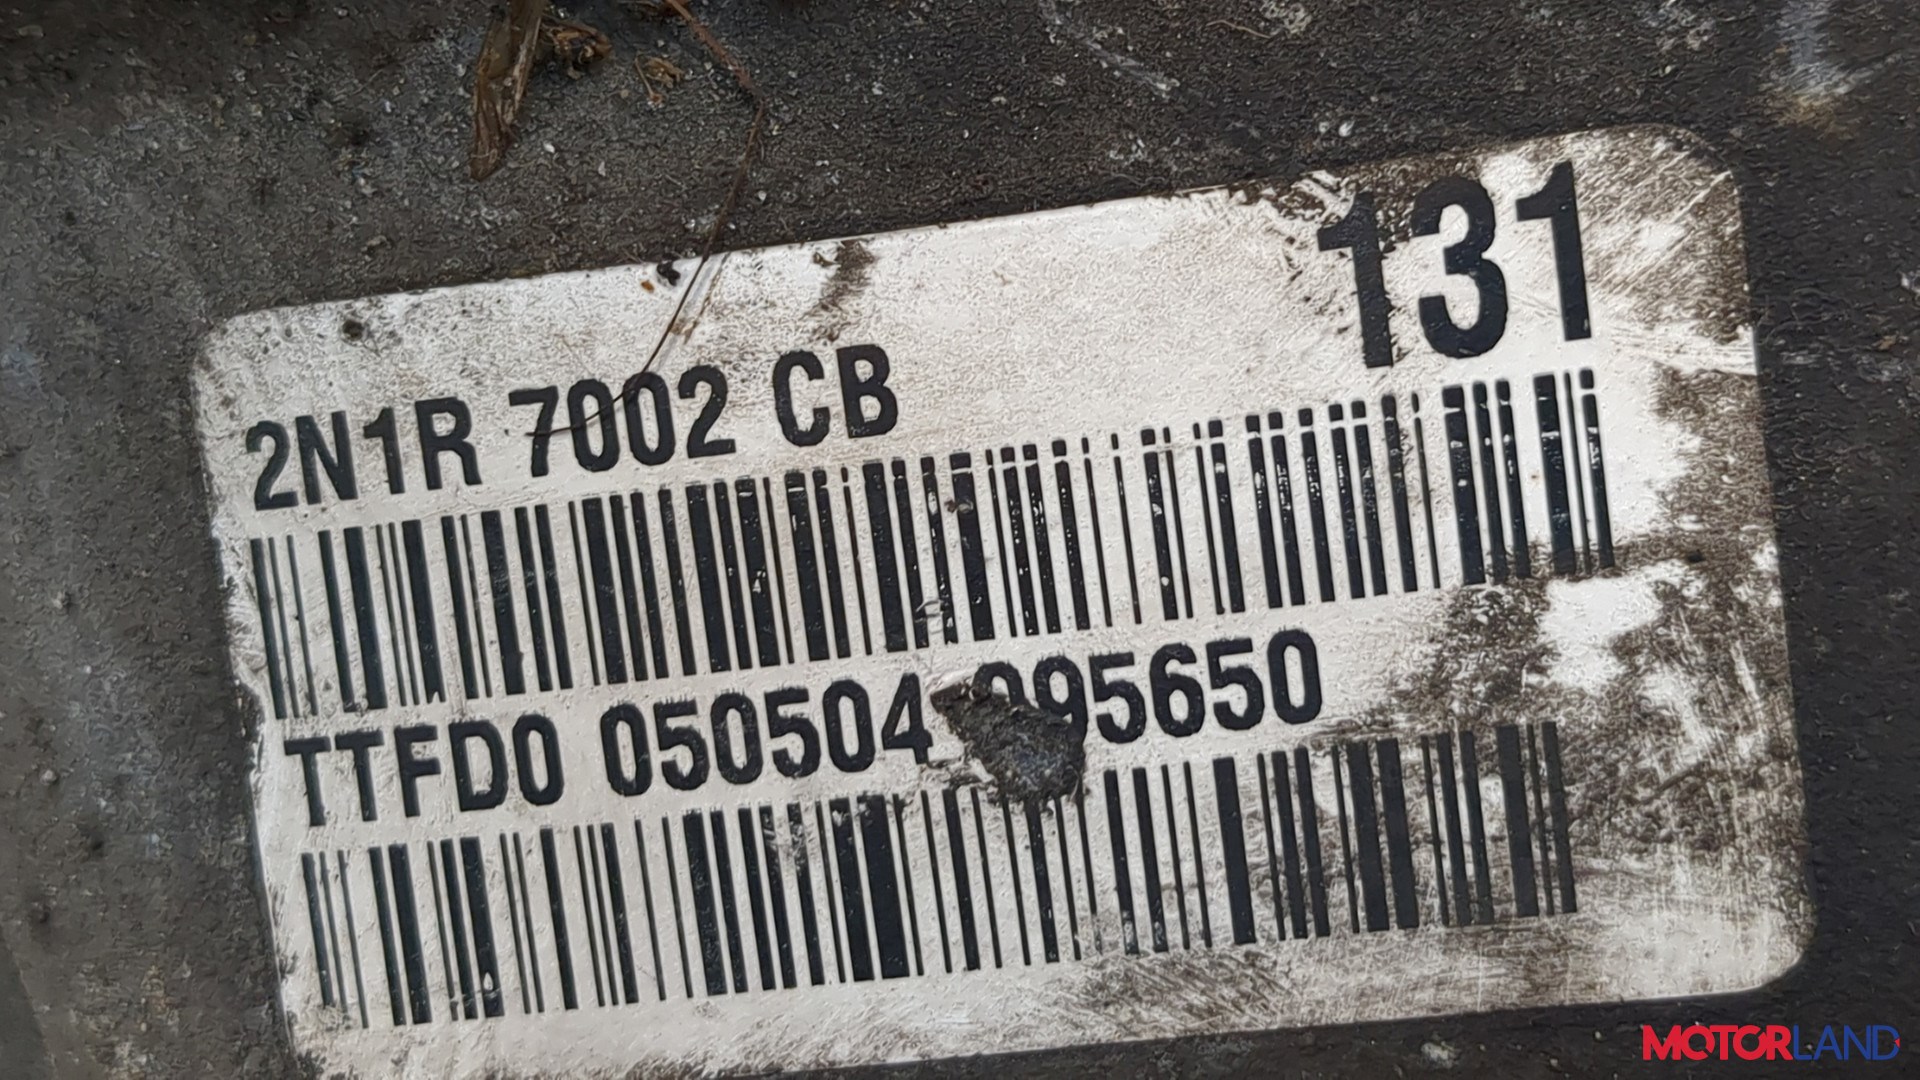 131
2N1R 7002 CB
TTFD0 050504
MOTORLAND